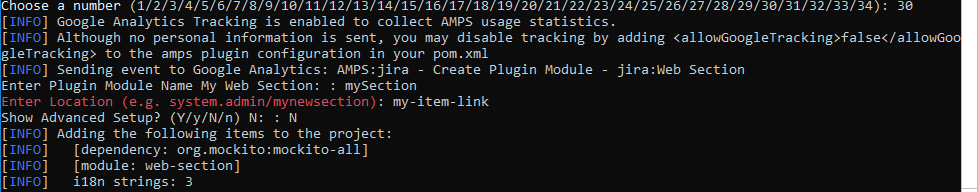 Choose a number (1/2/3/4/5/6/7/8/9/10/11/12/13/14/15/16/17/18/19/20/21/22/23/24/25/26/27/28/29/30/31/32/33/34): 30
[INFO] Google Analytics Tracking is enabled to collect AMPS usage statistics.
[INFO] Although no personal information is sent, you may disable tracking by adding <allowGoogleTracking>false</allowGoo
gleTracking> to the amps plugin configuration in your pom.xml
[INFO] Sending event to Google Analytics: AMPS:jira - Create Plugin Module - jira:Web Section
Enter Plugin Module Name My Web Section: : mySection
Enter Location (e.g. system.admin/mynewsection): my-item-link
Show Advanced Setup? (Y/y/N/n) N: : N
[INFO] Adding the following items to the project:
[INFO]   [dependency: org.mockito:mockito-all]
[INFO]   [module: web-section]
[INFO]   i18n strings: 3